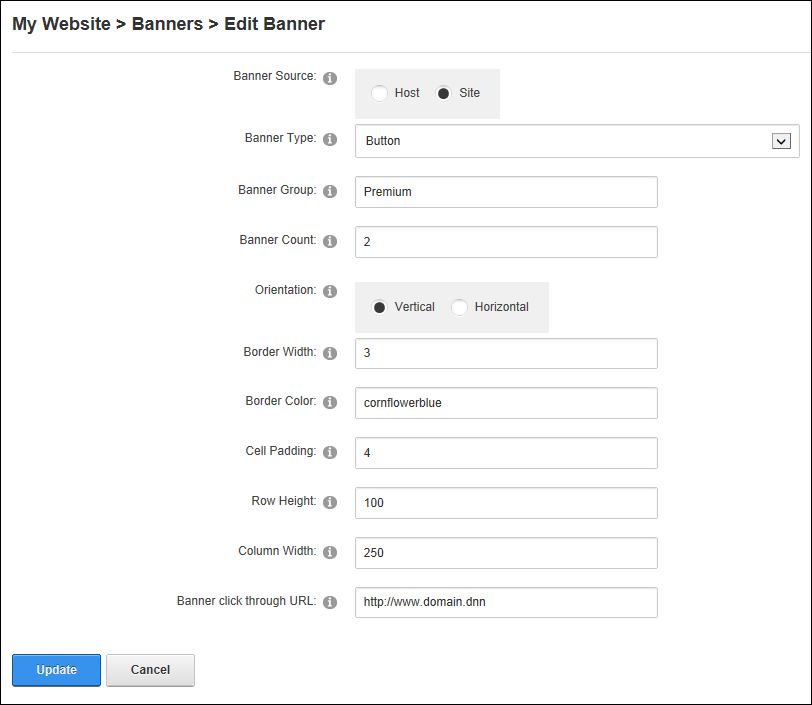 My Website > Banners > Edit Banner
Banner Source:
Host Site
Banner Type:
Button
Banner Group:
Premium
Banner Count:
2
Orientation:
Vertical Horizontal
Border Width:
3
Border Color:
cornflowerblue
Cell Padding:
4
Row Height:
100
Column Width:
250
Banner click through URL:
http://www.domain.dnn
Update Cancel